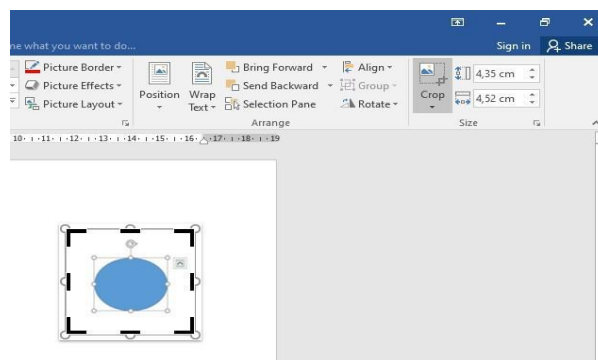 ne what you want to do...
Sign in Share
Picture Border
Bring Forward Align
Picture Effects
Send Backward Group
Picture Layout
Position Wrap Text
Selection Pane Rotate
Crop
4,35 cm
4,52 cm
Arrange Size
10 11 12 13 14 15 16 17 18 19